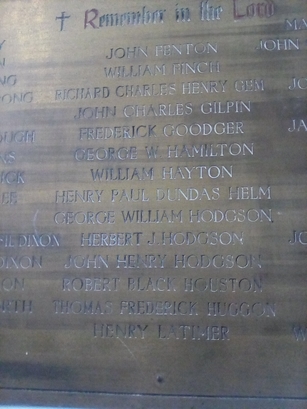 ✝ Remember in the Lord
JOHN FENTON
WILLIAM FINCH
RICHARD CHARLES HENRY GEM
JOHN CHARLES GILPIN
FREDERICK GOODGER
GEORGE W. HAMILTON
WILLIAM HAYTON
HENRY PAUL DUNDAS HELM
GEORGE WILLIAM HODGSON
HERBERT J. HODGSON
JOHN HENRY HODGSON
ROBERT BLACK HOUSTON
THOMAS FREDERICK HUGGON
HENRY LATIMER